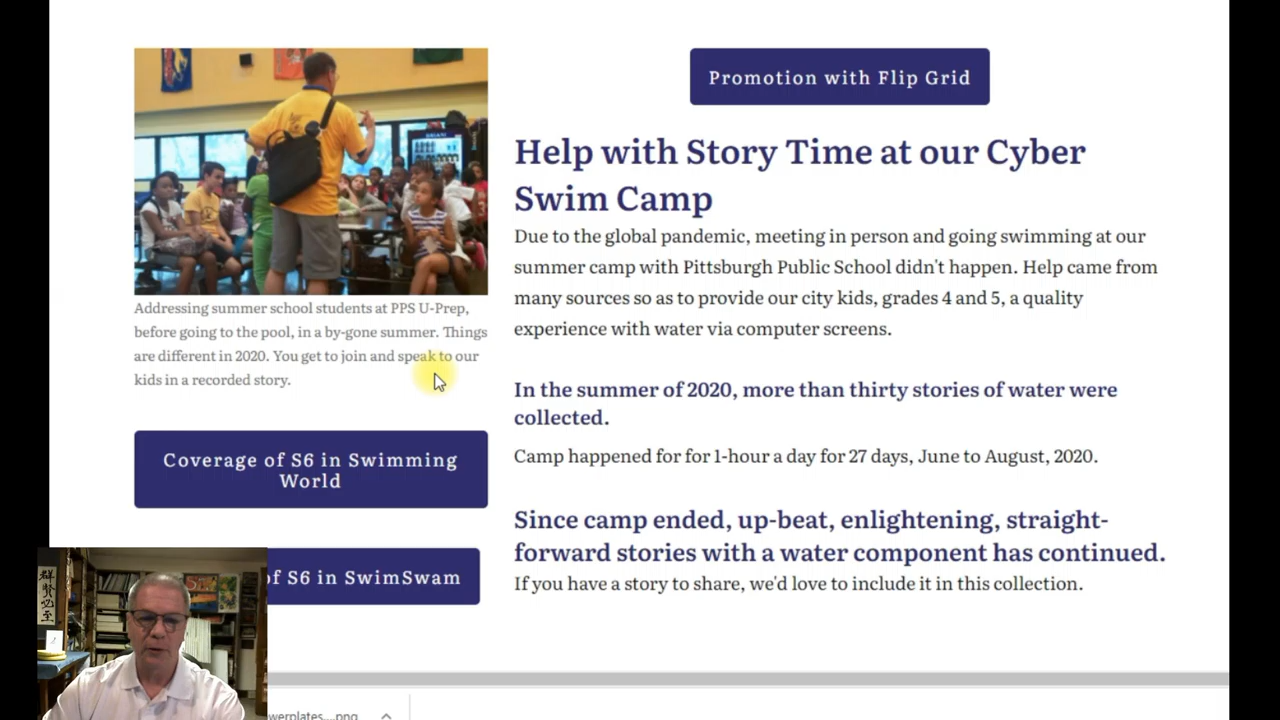 Promotion with Flip Grid
Help with Story Time at our Cyber
Swim Camp
Due to the global pandemic, meeting in person and going swimming at our
summer camp with Pittsburgh Public School didn't happen. Help came from
many sources so as to provide our city kids, grades 4 and 5, a quality
experience with water via computer screens.
In the summer of 2020, more than thirty stories of water were
collected.
Camp happened for for 1-hour a day for 27 days, June to August, 2020.
Since camp ended, up-beat, enlightening, straight-
forward stories with a water component has continued.
If you have a story to share, we'd love to include it in this collection.
Addressing summer school students at PPS U-Prep,
before going to the pool, in a by-gone summer. Things
are different in 2020. You get to join and speak to our
kids in a recorded story.
Coverage of S6 in Swimming
World
of S6 in SwimSwam
werplates....png
群賢必至